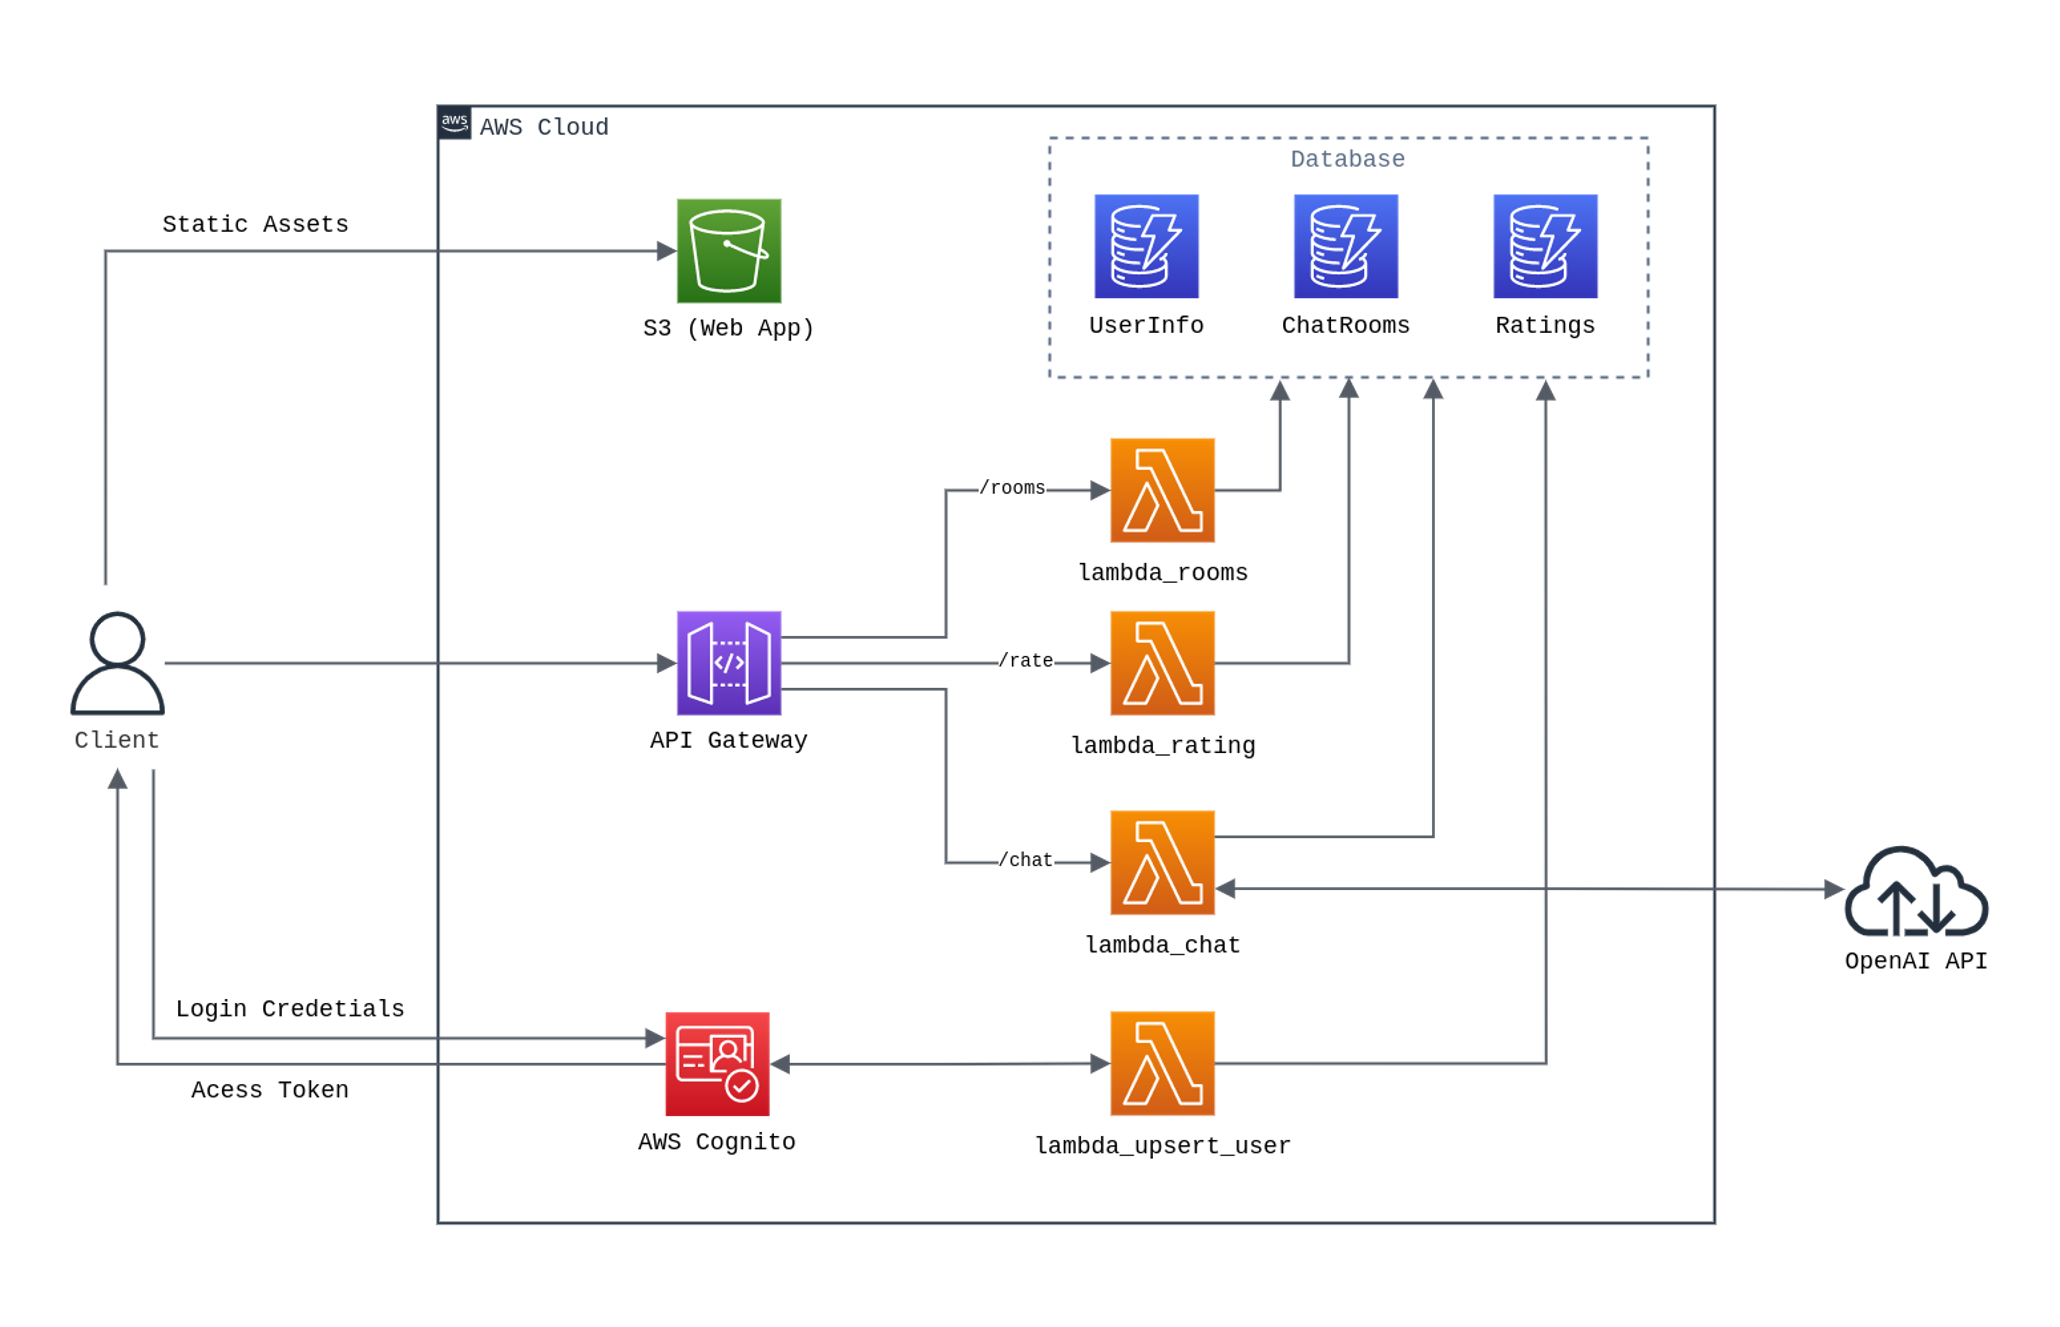 aws
AWS Cloud
Database
Static Assets
S3 (Web App)
UserInfo
ChatRooms
Ratings
/rooms
lambda_rooms
/rate
Client
API Gateway
lambda_rating
/chat
lambda_chat
OpenAI API
Login Credetials
Acess Token
AWS Cognito
lambda_upsert_user